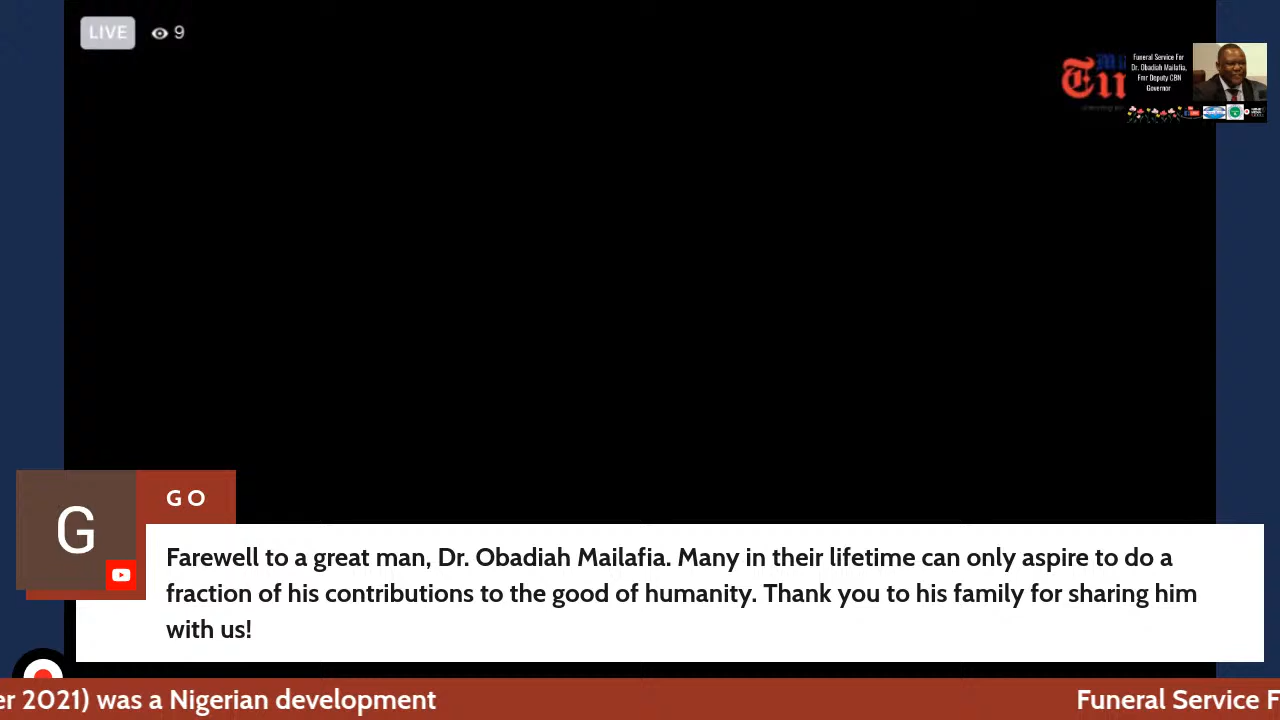 LIVE 9
Funeral Service For
Dr. Obadiah Mailafia,
Fmr Deputy CBN
Governor
G
GO
Farewell to a great man, Dr. Obadiah Mailafia. Many in their lifetime can only aspire to do a
fraction of his contributions to the good of humanity. Thank you to his family for sharing him
with us!
er 2021) was a Nigerian development
Funeral Service F